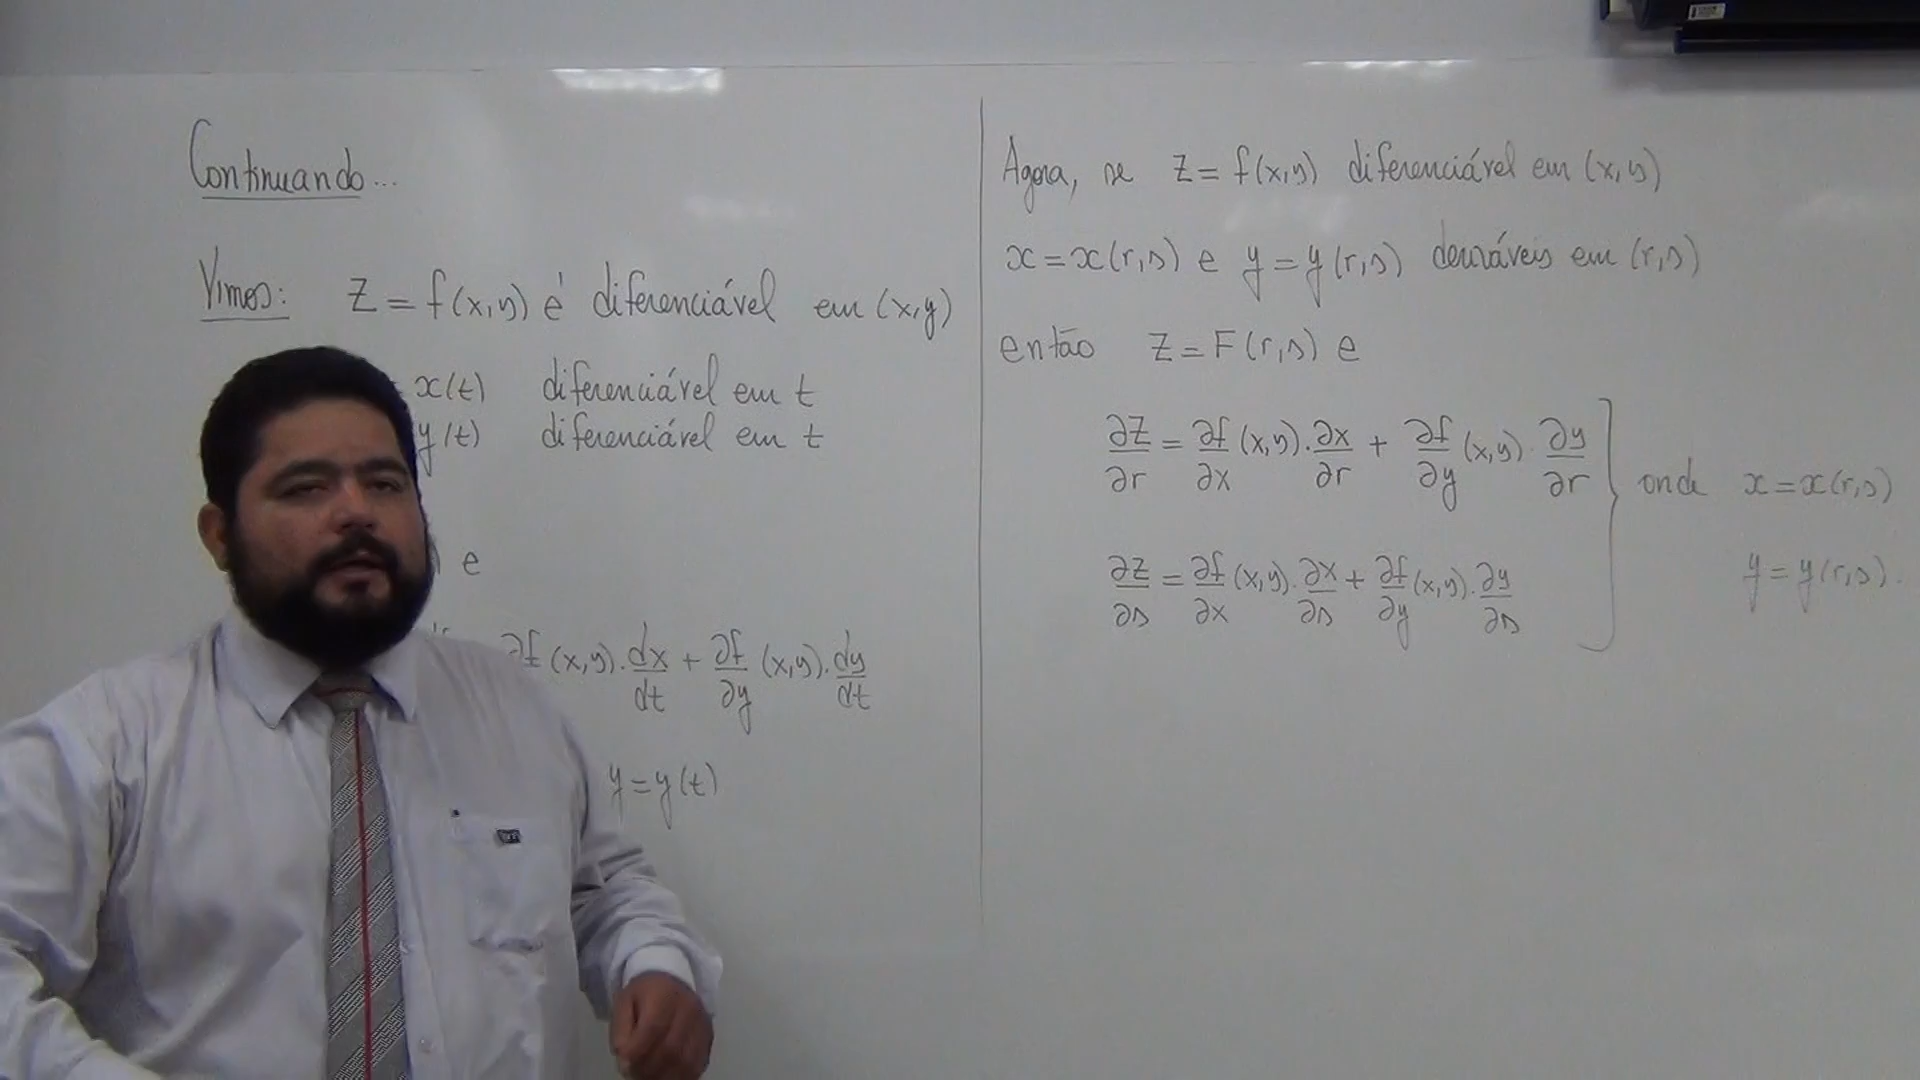 Continuando...
Vimos: Z = f(x,y) é diferenciável em (x,y)
x(t) diferenciável em t
y(t) diferenciável em t
) e
∂f (x,y). dx/dt + ∂f/∂y (x,y). dy/dt
y = y(t)
Agora, se Z = f(x,y) diferenciável em (x,y)
x = x(r,s) e y = y(r,s) deriváveis em (r,s)
então Z = F(r,s) e
∂Z/∂r = ∂f/∂x (x,y). ∂x/∂r + ∂f/∂y (x,y). ∂y/∂r } onde x = x(r,s)
∂Z/∂s = ∂f/∂x (x,y). ∂x/∂s + ∂f/∂y (x,y). ∂y/∂s y = y(r,s).